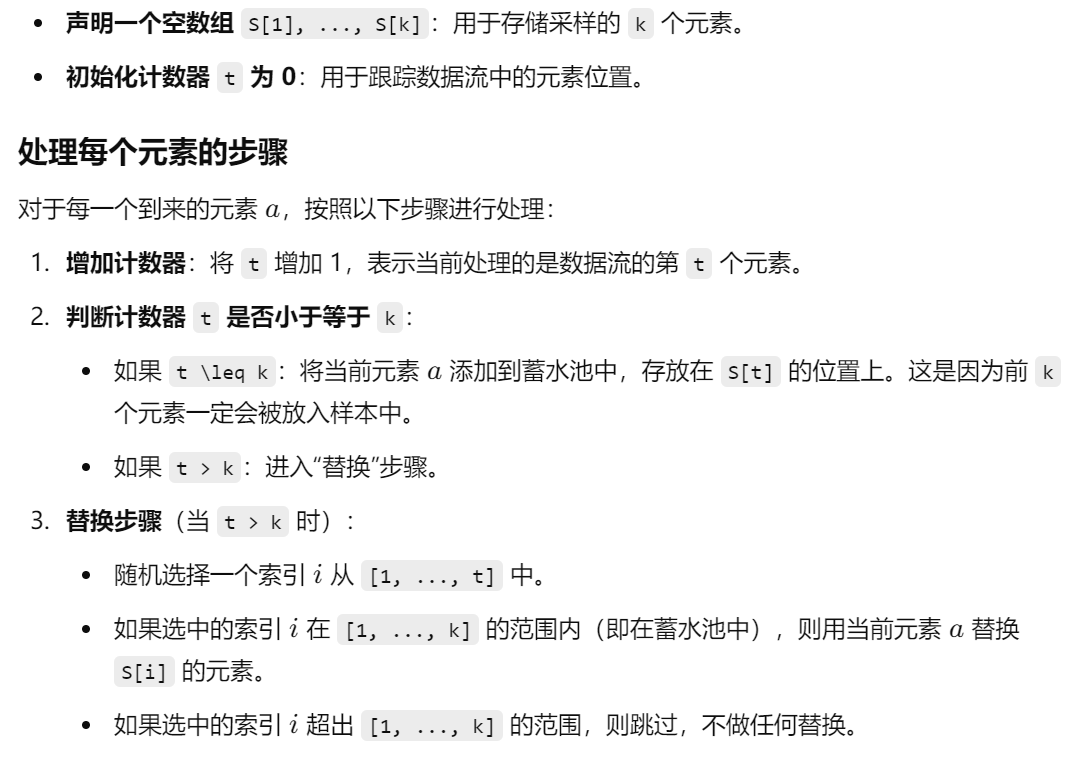 • 声明一个空数组 S[1], ..., S[k]：用于存储采样的 k 个元素。
• 初始化计数器 t 为 0：用于跟踪数据流中的元素位置。
处理每个元素的步骤
对于每一个到来的元素 a，按照以下步骤进行处理：
1. 增加计数器：将 t 增加 1，表示当前处理的是数据流的第 t 个元素。
2. 判断计数器 t 是否小于等于 k：
• 如果 t \leq k：将当前元素 a 添加到蓄水池中，存放在 S[t] 的位置上。这是因为前 k
个元素一定会被放入样本中。
• 如果 t > k：进入“替换”步骤。
3. 替换步骤（当 t > k 时）：
• 随机选择一个索引 i 从 [1, ..., t] 中。
• 如果选中的索引 i 在 [1, ..., k] 的范围内（即在蓄水池中），则用当前元素 a 替换
S[i] 的元素。
• 如果选中的索引 i 超出 [1, ..., k] 的范围，则跳过，不做任何替换。